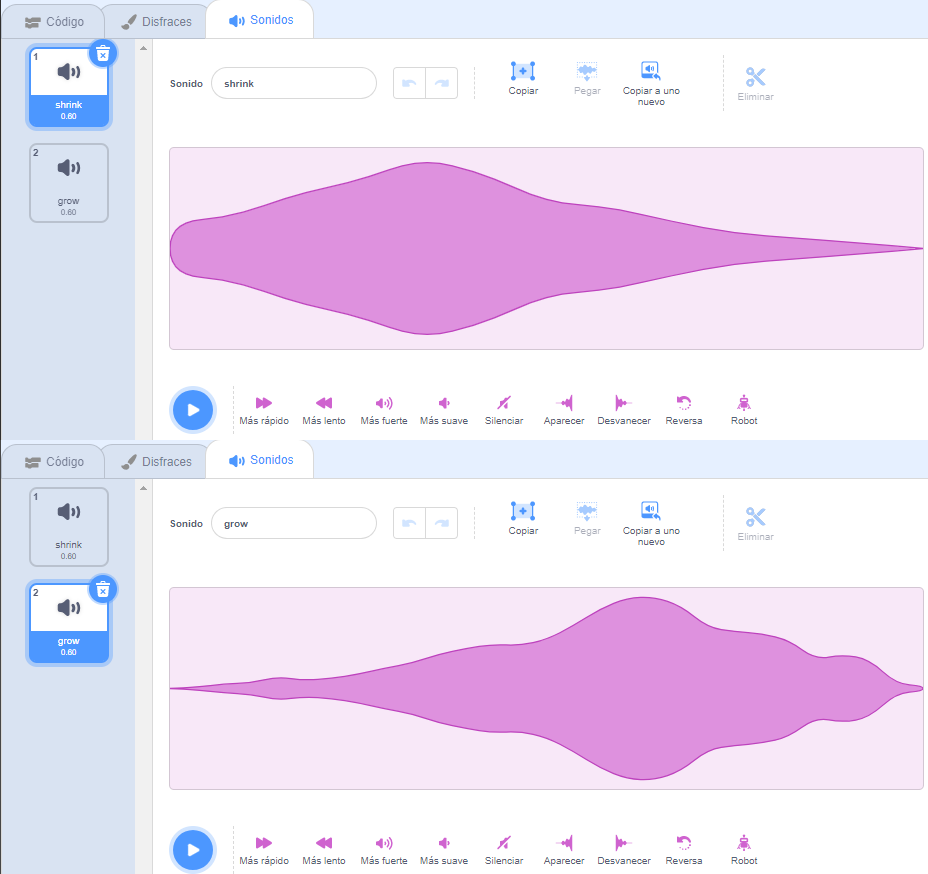 Código Disfraces Sonidos
1
shrink
0.60
2
grow
0.60
Sonido shrink
Copiar Pegar Copiar a uno nuevo Eliminar
Más rápido Más lento Más fuerte Más suave Silenciar Aparecer Desvanecer Reversa Robot
Código Disfraces Sonidos
1
shrink
0.60
2
grow
0.60
Sonido grow
Copiar Pegar Copiar a uno nuevo Eliminar
Más rápido Más lento Más fuerte Más suave Silenciar Aparecer Desvanecer Reversa Robot